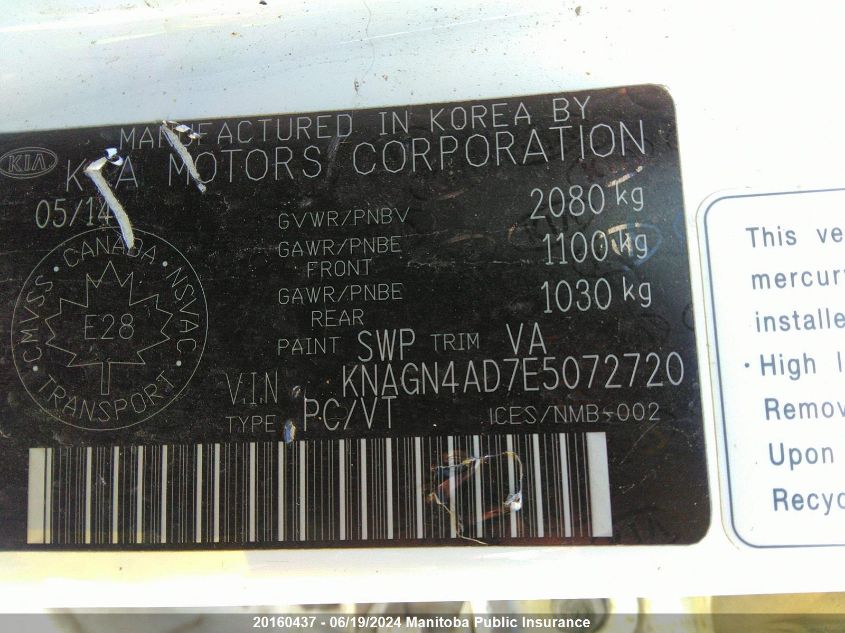 MANUFACTURED IN KOREA BY
KIA
KIA MOTORS CORPORATION
05/14
GVWR/PNBV 2080 kg
GAWR/PNBE FRONT 1100 kg
GAWR/PNBE REAR 1030 kg
PAINT SWP TRIM VA
V.I.N KNAGN4AD7E5072720
TYPE PC/VT ICES/NMB-002
CANADA · NSVAC · TRANSPORT · CMVSS ·
E28
This ve
mercur
installe
· High l
Remov
Upon
Recyc
20160437 - 06/19/2024 Manitoba Public Insurance